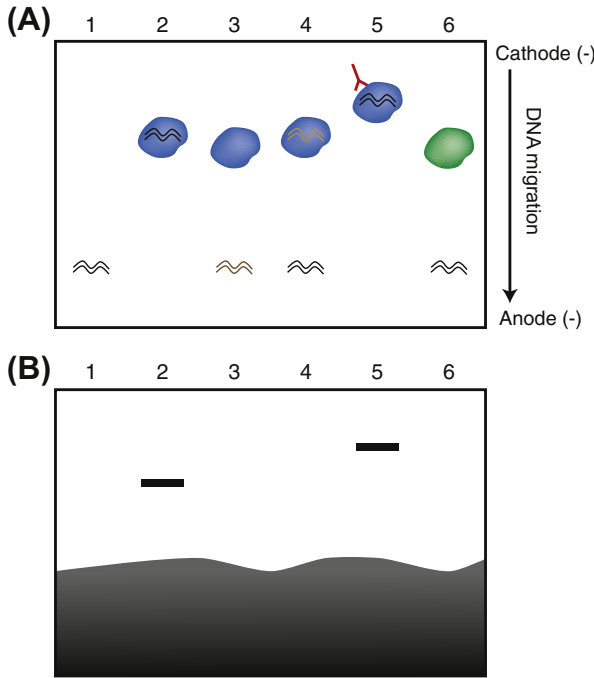 (A)
1 2 3 4 5 6
Cathode (-)
DNA migration
Anode (-)
(B)
1 2 3 4 5 6